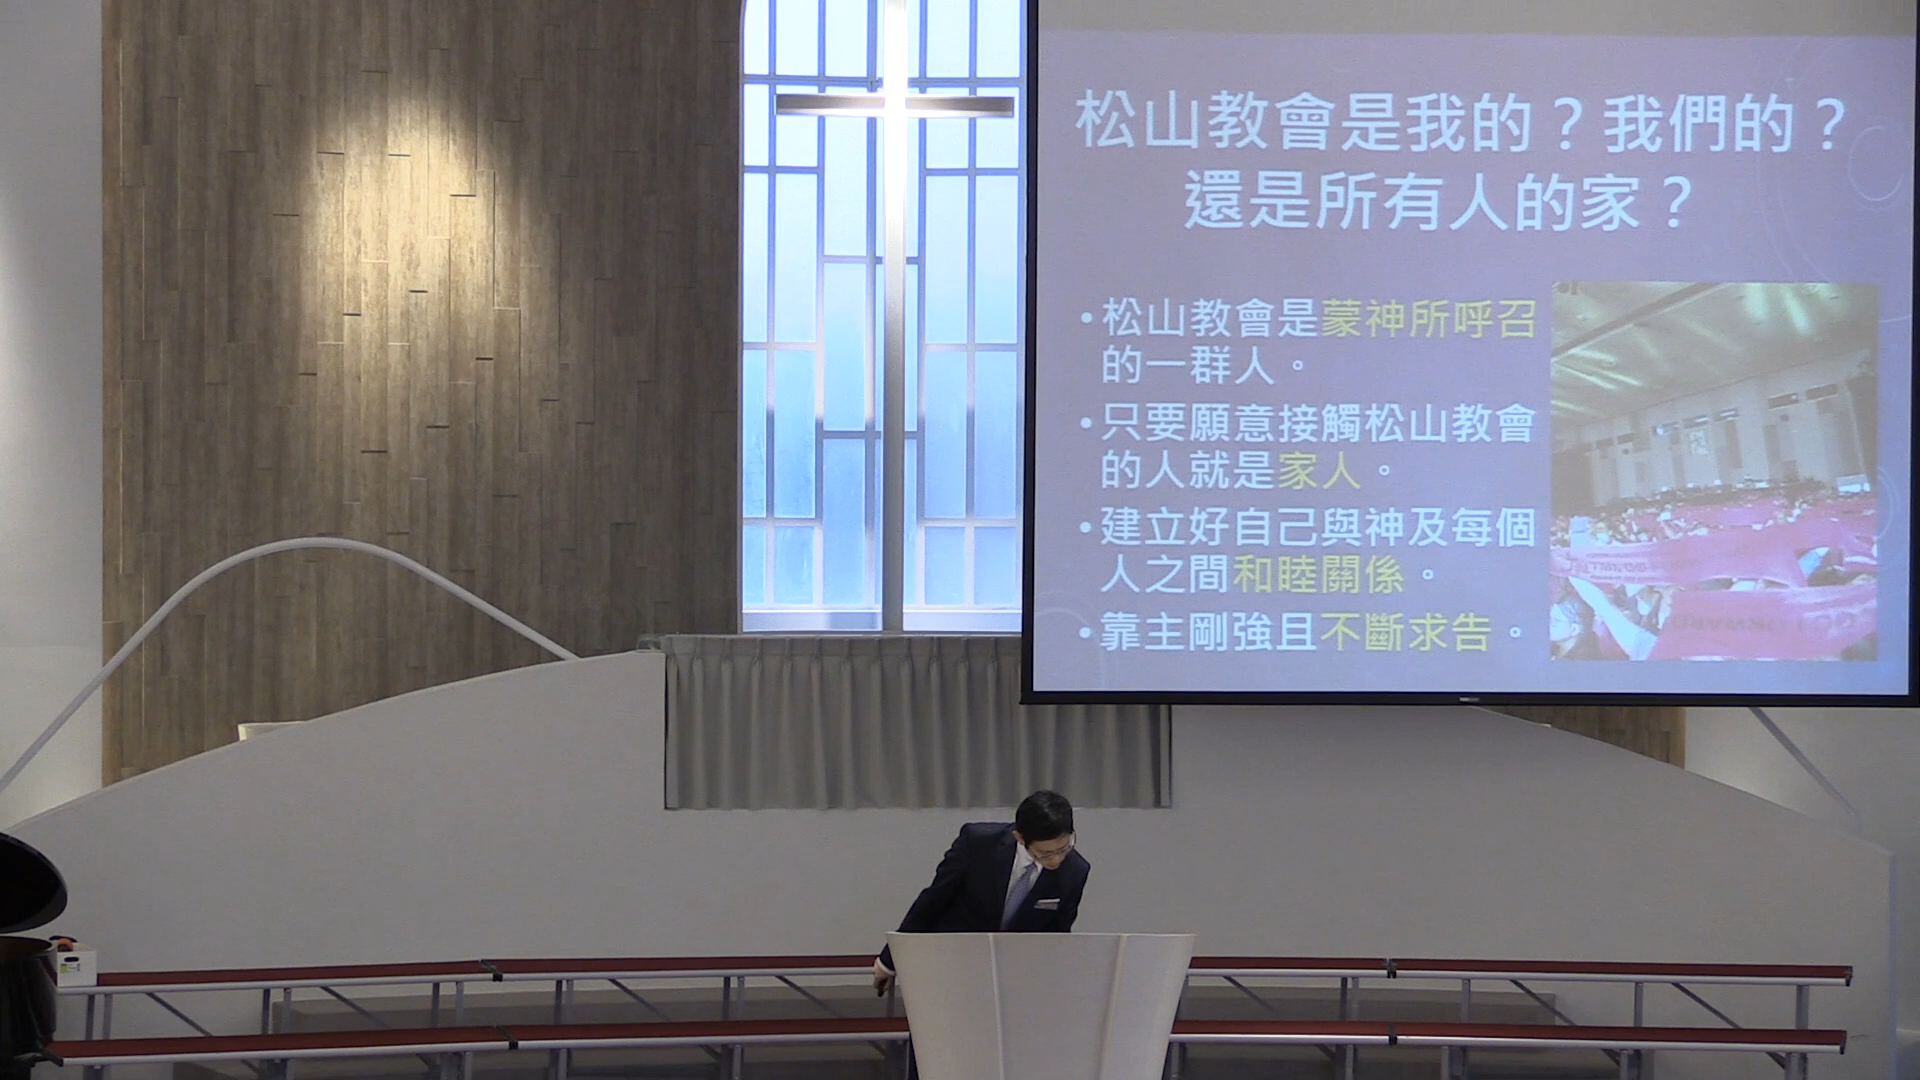 松山教會是我的？我們的？
還是所有人的家？
•松山教會是蒙神所呼召
的一群人。
•只要願意接觸松山教會
的人就是家人。
•建立好自己與神及每個
人之間和睦關係。
•靠主剛強且不斷求告。